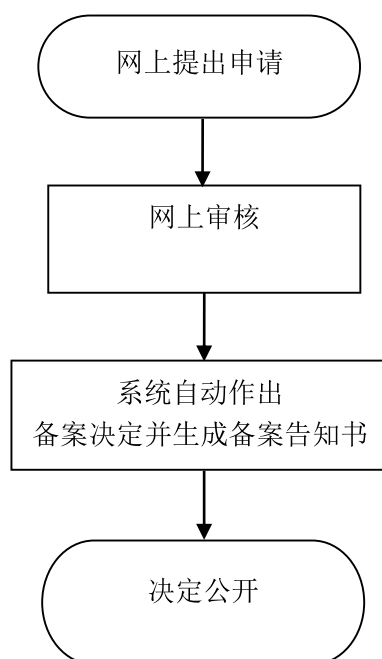 网上提出申请
网上审核
系统自动作出
备案决定并生成备案告知书
决定公开